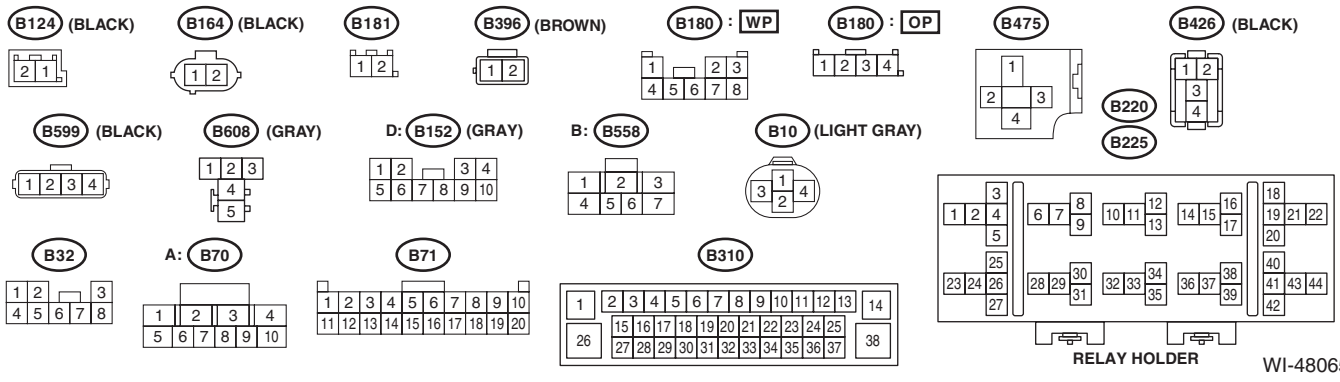 B124 (BLACK) B164 (BLACK) B181 B396 (BROWN) B180 : WP B180 : OP B475 B426 (BLACK)
2 1
1 2
1 2
1 2
1 2 3
4 5 6 7 8
1 2 3 4
1
2 3
4
1 2
3
4
B220
B225
B599 (BLACK) B608 (GRAY) D: B152 (GRAY) B: B558 B10 (LIGHT GRAY)
1 2 3 4
1 2 3
4
5
1 2 3 4
5 6 7 8 9 10
1 2 3
4 5 6 7
1
3 4
2
B32 A: B70 B71 B310
1 2 3
4 5 6 7 8
1 2 3 4
5 6 7 8 9 10
1 2 3 4 5 6 7 8 9 10
11 12 13 14 15 16 17 18 19 20
1 2 3 4 5 6 7 8 9 10 11 12 13 14
15 16 17 18 19 20 21 22 23 24 25
26 27 28 29 30 31 32 33 34 35 36 37 38
3 8 12 16 18
1 2 4 6 7 10 11 14 15 19 21 22
5 9 13 17 20
25 30 34 38 40
23 24 26 28 29 32 33 36 37 41 43 44
27 31 35 39 42
RELAY HOLDER